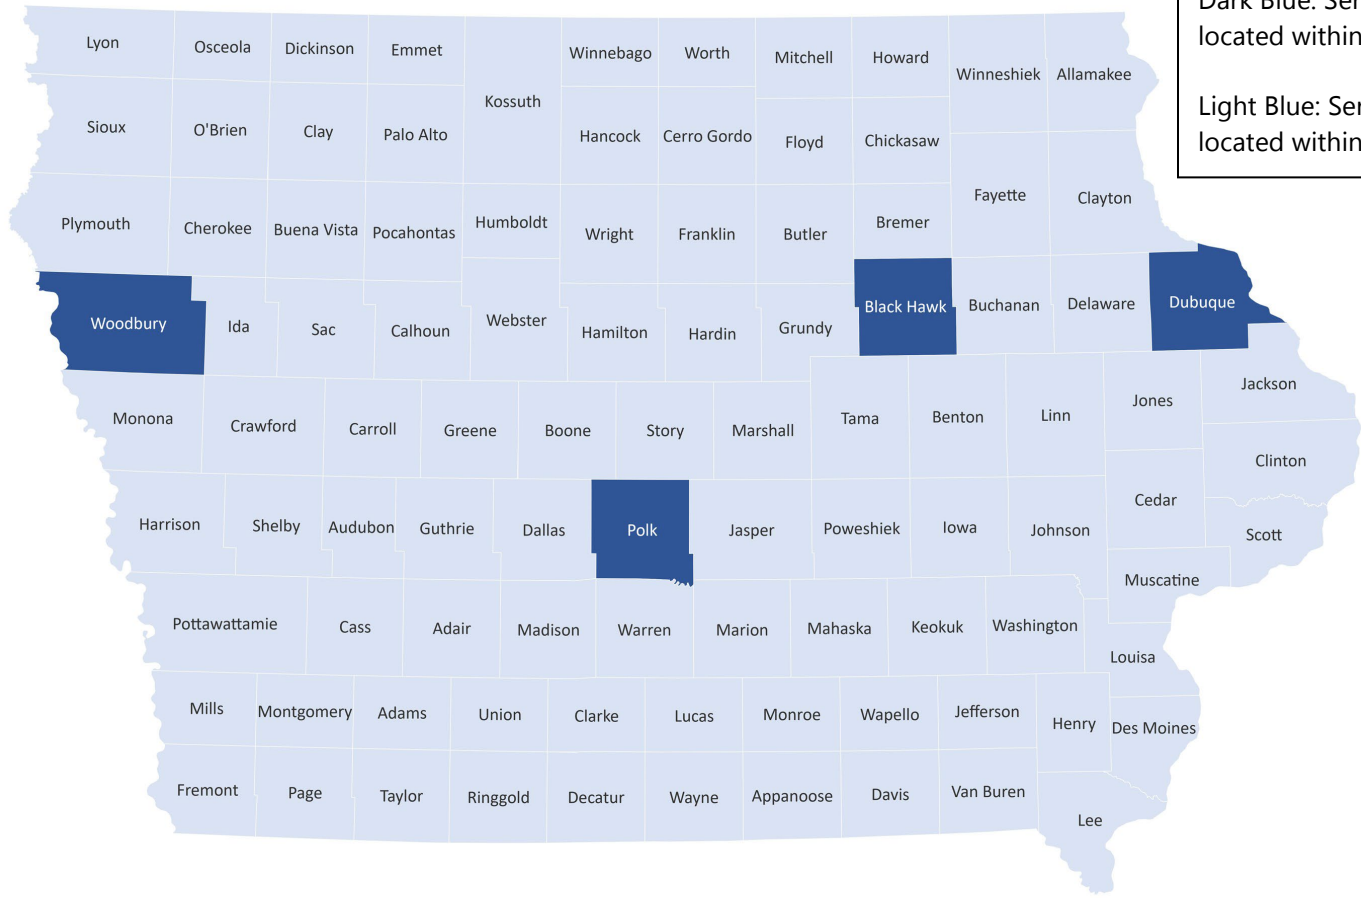 Dark Blue: Ser
located within
Light Blue: Ser
located within
Lyon
Osceola
Dickinson
Emmet
Kossuth
Winnebago
Worth
Mitchell
Howard
Winneshiek
Allamakee
Sioux
O'Brien
Clay
Palo Alto
Hancock
Cerro Gordo
Floyd
Chickasaw
Plymouth
Cherokee
Buena Vista
Pocahontas
Humboldt
Wright
Franklin
Butler
Bremer
Fayette
Clayton
Woodbury
Ida
Sac
Calhoun
Webster
Hamilton
Hardin
Grundy
Black Hawk
Buchanan
Delaware
Dubuque
Monona
Crawford
Carroll
Greene
Boone
Story
Marshall
Tama
Benton
Linn
Jones
Jackson
Clinton
Harrison
Shelby
Audubon
Guthrie
Dallas
Polk
Jasper
Poweshiek
Iowa
Johnson
Cedar
Scott
Muscatine
Pottawattamie
Cass
Adair
Madison
Warren
Marion
Mahaska
Keokuk
Washington
Louisa
Mills
Montgomery
Adams
Union
Clarke
Lucas
Monroe
Wapello
Jefferson
Henry
Des Moines
Fremont
Page
Taylor
Ringgold
Decatur
Wayne
Appanoose
Davis
Van Buren
Lee